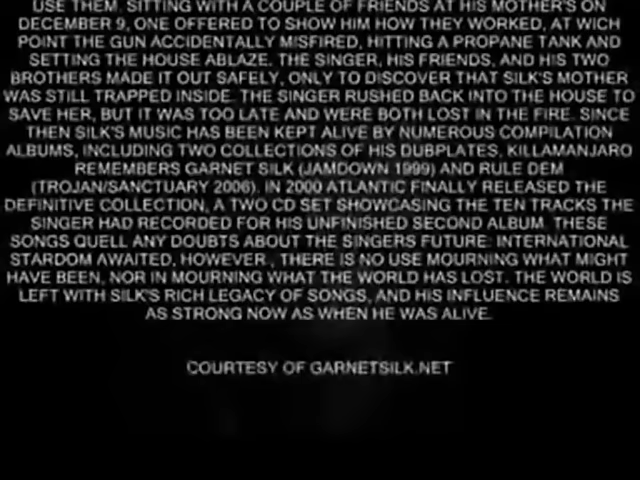 USE THEM. SITTING WITH A COUPLE OF FRIENDS AT HIS MOTHER'S ON
DECEMBER 9, ONE OFFERED TO SHOW HIM HOW THEY WORKED, AT WICH
POINT THE GUN ACCIDENTALLY MISFIRED, HITTING A PROPANE TANK AND
SETTING THE HOUSE ABLAZE. THE SINGER, HIS FRIENDS, AND HIS TWO
BROTHERS MADE IT OUT SAFELY, ONLY TO DISCOVER THAT SILK'S MOTHER
WAS STILL TRAPPED INSIDE. THE SINGER RUSHED BACK INTO THE HOUSE TO
SAVE HER, BUT IT WAS TOO LATE AND WERE BOTH LOST IN THE FIRE. SINCE
THEN SILK'S MUSIC HAS BEEN KEPT ALIVE BY NUMEROUS COMPILATION
ALBUMS, INCLUDING TWO COLLECTIONS OF HIS DUBPLATES, KILLAMANJARO
REMEMBERS GARNET SILK (JAMDOWN 1999) AND RULE DEM
(TROJAN/SANCTUARY 2006). IN 2000 ATLANTIC FINALLY RELEASED THE
DEFINITIVE COLLECTION, A TWO CD SET SHOWCASING THE TEN TRACKS THE
SINGER HAD RECORDED FOR HIS UNFINISHED SECOND ALBUM. THESE
SONGS QUELL ANY DOUBTS ABOUT THE SINGERS FUTURE: INTERNATIONAL
STARDOM AWAITED, HOWEVER , THERE IS NO USE MOURNING WHAT MIGHT
HAVE BEEN, NOR IN MOURNING WHAT THE WORLD HAS LOST. THE WORLD IS
LEFT WITH SILK'S RICH LEGACY OF SONGS, AND HIS INFLUENCE REMAINS
AS STRONG NOW AS WHEN HE WAS ALIVE.
COURTESY OF GARNETSILK.NET